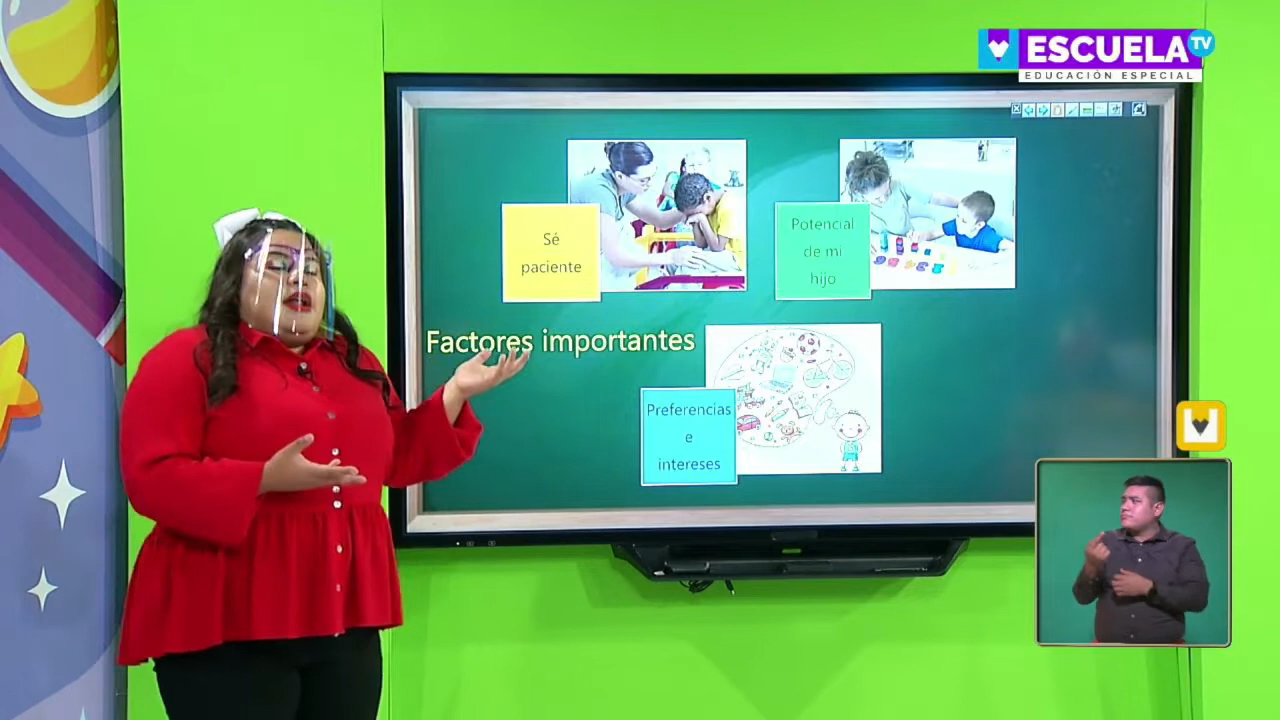 ESCUELA TV
EDUCACIÓN ESPECIAL
Sé
paciente
Potencial
de mi
hijo
Factores importantes
Preferencias
e
intereses